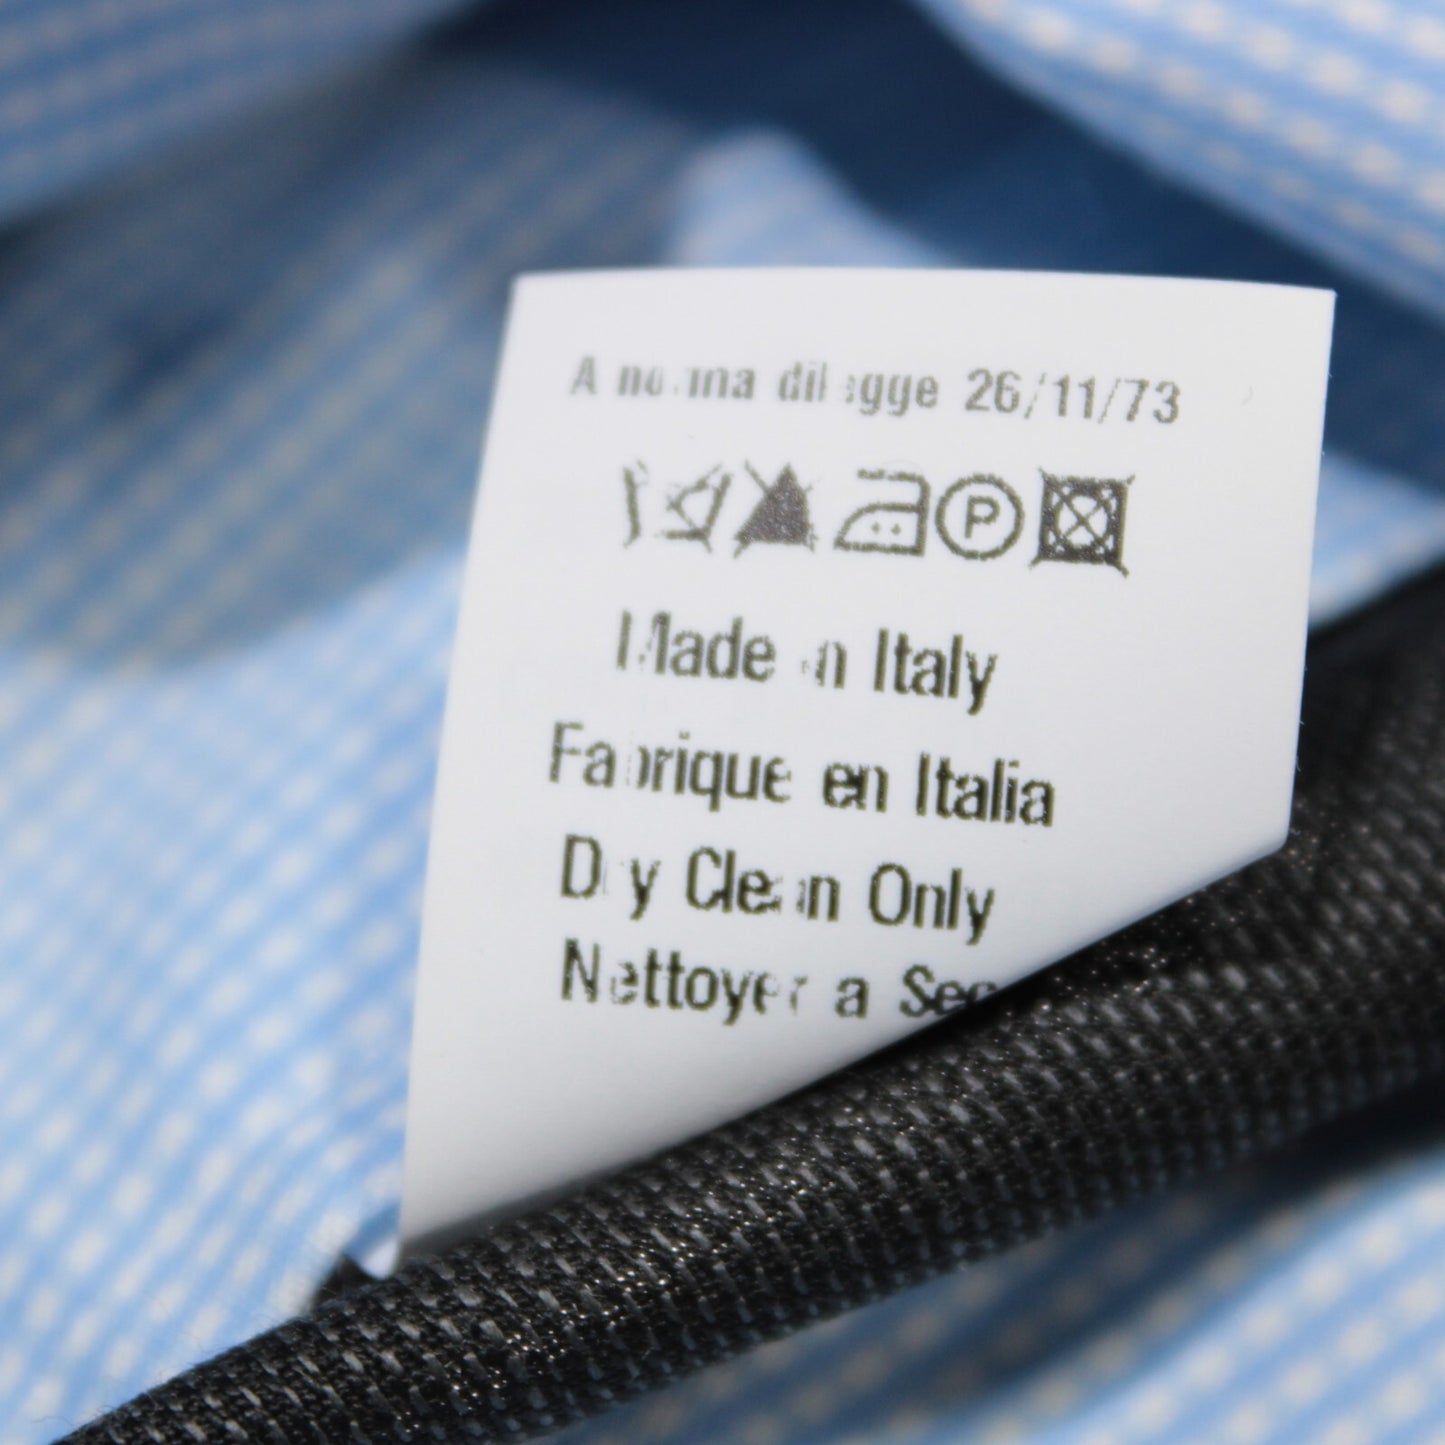 A norma di legge 26/11/73
P
Made in Italy
Fabrique en Italia
Dry Clean Only
Nettoyer a Sec